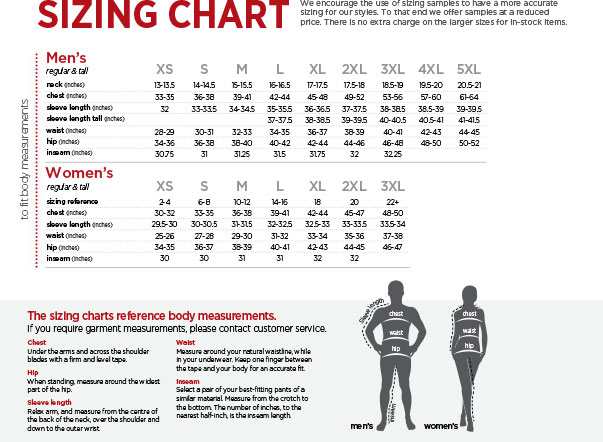 SIZING CHART
We encourage the use of sizing samples to have a more accurate
sizing for our styles. To that end we offer samples at a reduced
price. There is no extra charge on the larger sizes for in-stock items.
to fit body measurements
Men's
regular & tall XS S M L XL 2XL 3XL 4XL 5XL
neck (inches) 13-13.5 14-14.5 15-15.5 16-16.5 17-17.5 17.5-18 18.5-19 19.5-20 20.5-21
chest (inches) 33-35 36-38 39-41 42-44 45-48 49-52 53-56 57-60 61-64
sleeve length (inches) 32 33-33.5 34-34.5 35-35.5 36-36.5 37-37.5 38-38.5 38.5-39 39-39.5
sleeve length tall (inches) 37-37.5 38-38.5 39-39.5 40-40.5 40.5-41 41-41.5
waist (inches) 28-29 30-31 32-33 34-35 36-37 38-39 40-41 42-43 44-45
hip (inches) 34-36 36-38 38-40 40-42 42-44 44-46 46-48 48-50 50-52
inseam (inches) 30.75 31 31.25 31.5 31.75 32 32.25
Women's
regular & tall XS S M L XL 2XL 3XL
sizing reference 2-4 6-8 10-12 14-16 18 20 22+
chest (inches) 30-32 33-35 36-38 39-41 42-44 45-47 48-50
sleeve length (inches) 29.5-30 30-30.5 31-31.5 32-32.5 32.5-33 33-33.5 33.5-34
waist (inches) 25-26 27-28 29-30 31-32 33-34 35-36 37-38
hip (inches) 34-35 36-37 38-39 40-41 42-43 44-45 46-47
inseam (inches) 30 30 31 31 32 32
The sizing charts reference body measurements.
If you require garment measurements, please contact customer service.
Chest
Under the arms and across the shoulder
blades with a firm and level tape.
Hip
When standing, measure around the widest
part of the hip.
Sleeve length
Relax arm, and measure from the centre of
the back of the neck, over the shoulder and
down to the outer wrist.
Waist
Measure around your natural waistline, while
in your underwear. Keep one finger between
the tape and your body for an accurate fit.
Inseam
Select a pair of your best-fitting pants of a
similar material. Measure from the crotch to
the bottom. The number of inches, to the
nearest half-inch, is the inseam length.
Sleeve length
chest
waist
hip
inseam
men's
chest
waist
hip
women's